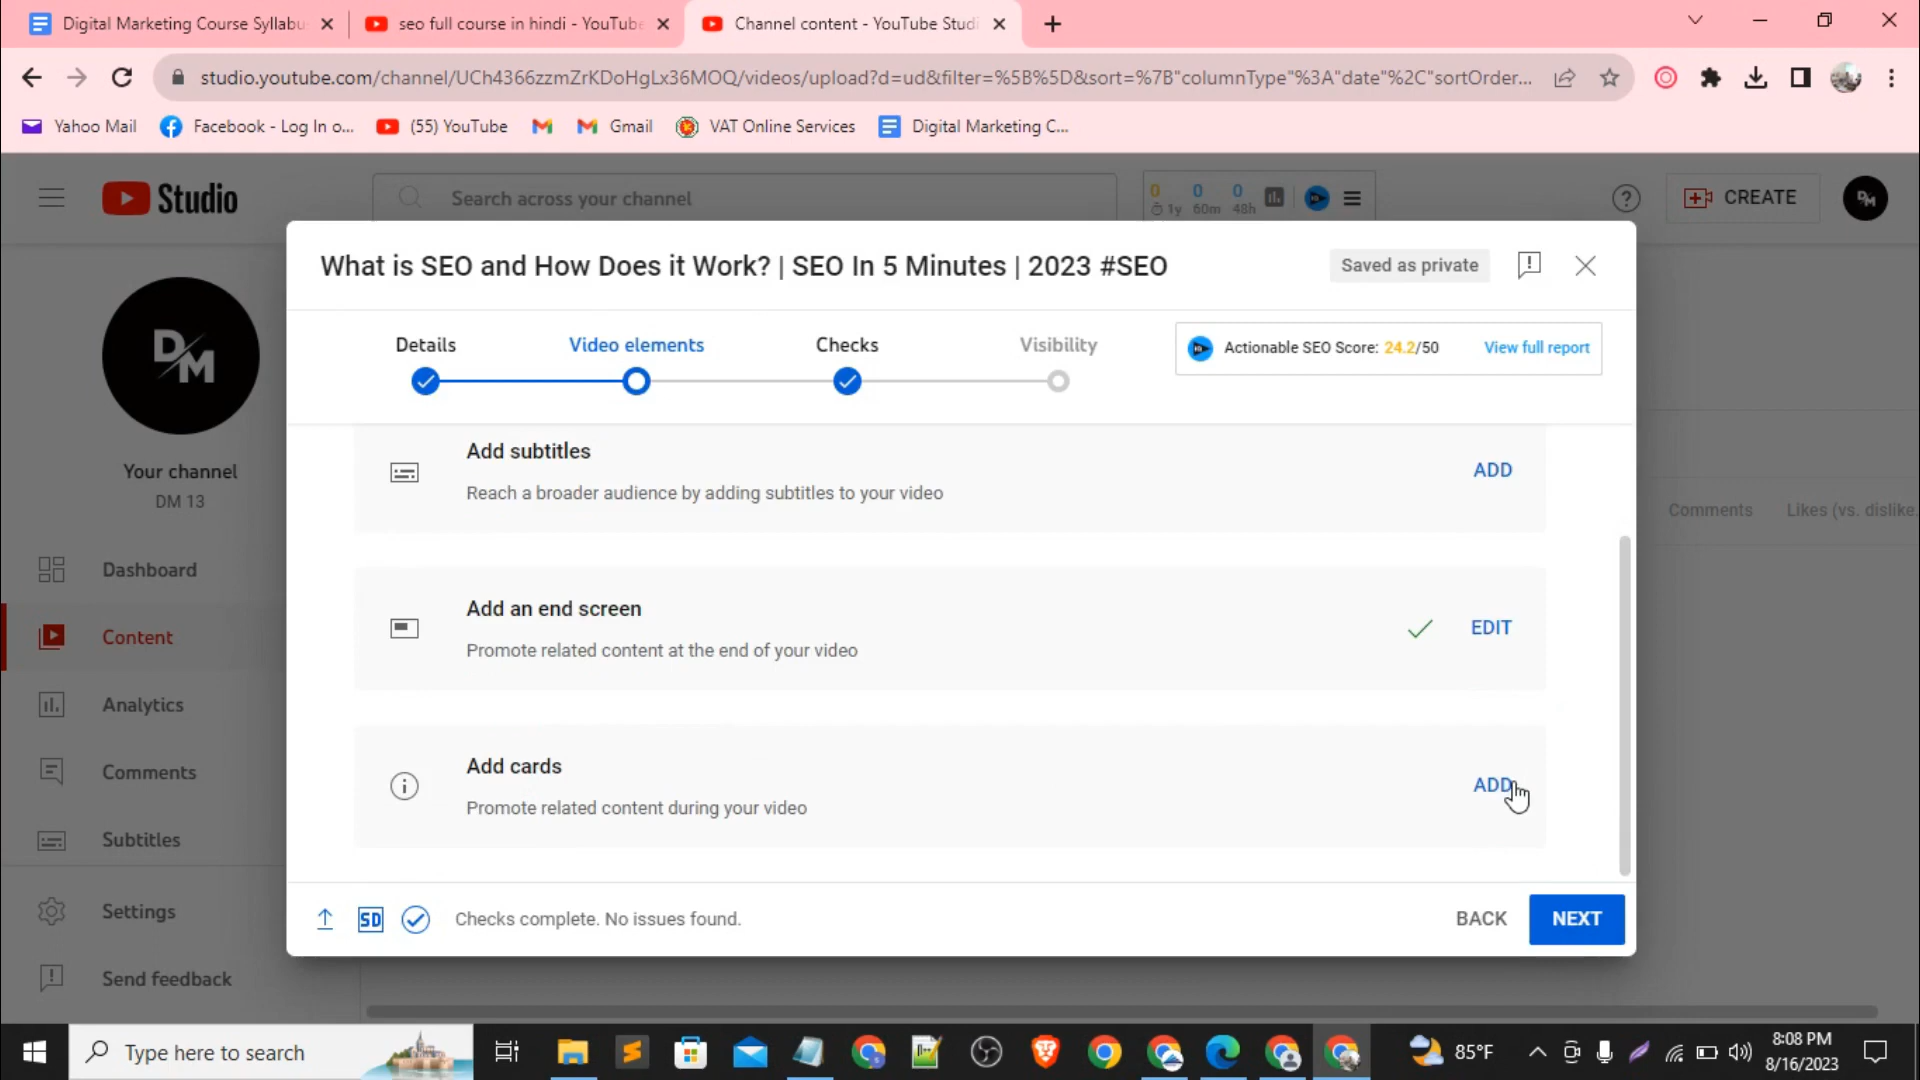 Digital Marketing Course Syllabu
seo full course in hindi - YouTube
Channel content - YouTube Studi
studio.youtube.com/channel/UCh4366zzmZrKDoHgLx36MOQ/videos/upload?d=ud&filter=%5B%5D&sort=%7B"columnType"%3A"date"%2C"sortOrder...
Yahoo Mail
Facebook - Log In o...
(55) YouTube
Gmail
VAT Online Services
Digital Marketing C...
Studio
Search across your channel
0 0 0
1y 60m 48h
CREATE
DM
What is SEO and How Does it Work? | SEO In 5 Minutes | 2023 #SEO
Saved as private
Details
Video elements
Checks
Visibility
Actionable SEO Score: 24.2/50
View full report
DM
Your channel
DM 13
Dashboard
Content
Analytics
Comments
Subtitles
Settings
Send feedback
Add subtitles
Reach a broader audience by adding subtitles to your video
ADD
Add an end screen
Promote related content at the end of your video
EDIT
Add cards
Promote related content during your video
ADD
Comments
Likes (vs. dislike.
SD
Checks complete. No issues found.
BACK
NEXT
Type here to search
85°F
8:08 PM
8/16/2023